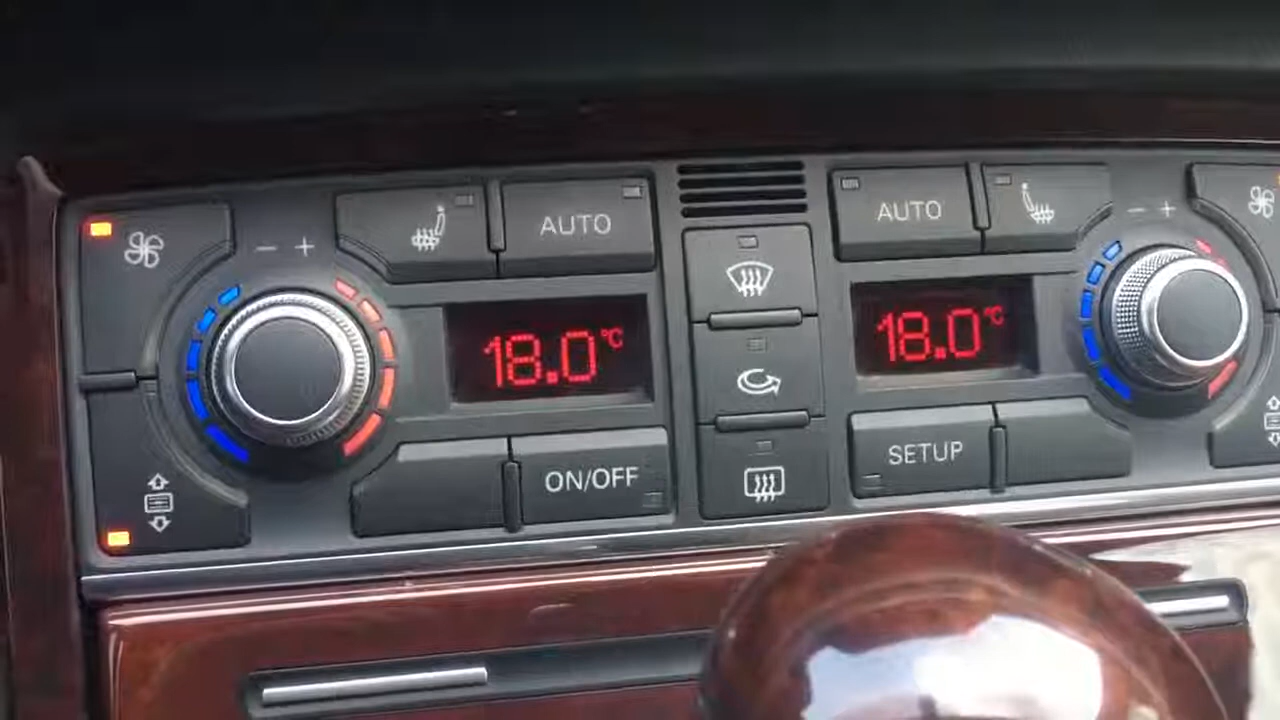 AUTO
AUTO
- +
- +
18.0°C
18.0°C
ON/OFF
SETUP